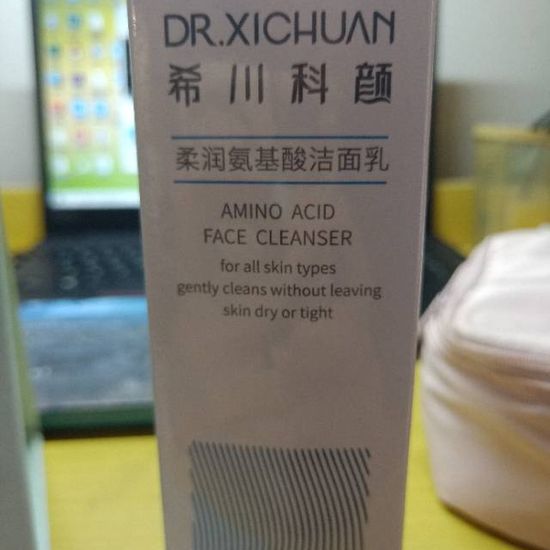 DR.XICHUAN
希川科颜
柔润氨基酸洁面乳
AMINO ACID
FACE CLEANSER
for all skin types
gently cleans without leaving
skin dry or tight